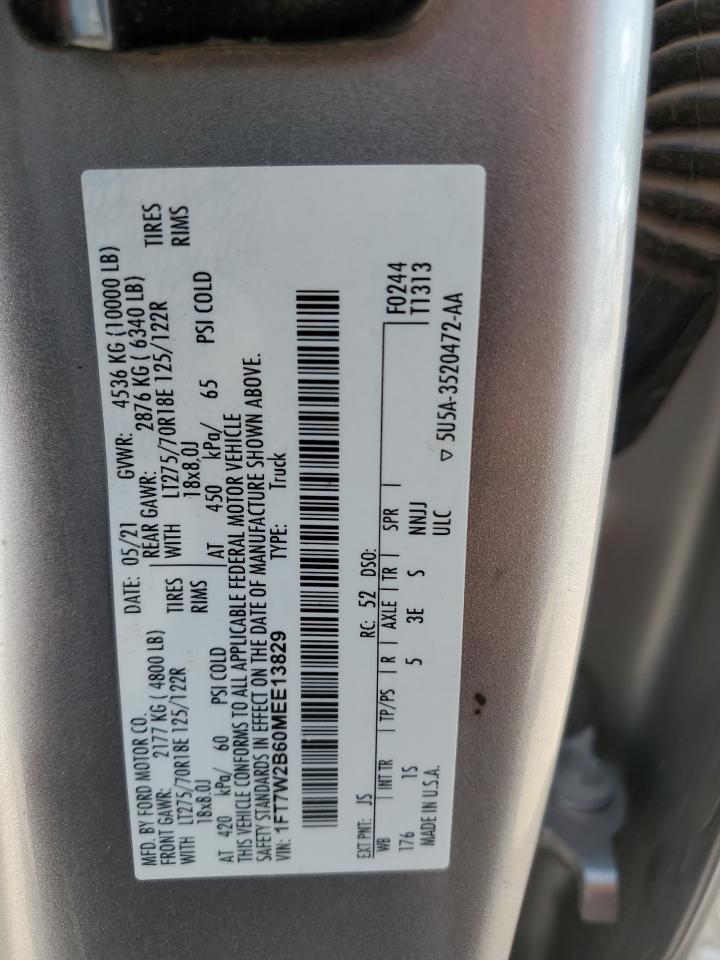 MFD. BY FORD MOTOR CO.
DATE: 05/21 GVWR: 4536 KG (10000 LB)
FRONT GAWR: 2177 KG ( 4800 LB) REAR GAWR: 2876 KG ( 6340 LB)
WITH LT275/70R18E 125/122R TIRES WITH LT275/70R18E 125/122R TIRES
18x8.0J RIMS 18x8.0J RIMS
AT 420 kPa/ 60 PSI COLD AT 450 kPa/ 65 PSI COLD
THIS VEHICLE CONFORMS TO ALL APPLICABLE FEDERAL MOTOR VEHICLE
SAFETY STANDARDS IN EFFECT ON THE DATE OF MANUFACTURE SHOWN ABOVE.
VIN: 1FT7W2B60MEE13829 TYPE: Truck
EXT PNT: JS RC: 52 DSO:
WB INT TR TP/PS R AXLE TR SPR F0244
176 1S 5 3E S NNJJ T1313
MADE IN U.S.A. ULC ▽ 5U5A-3520472-AA